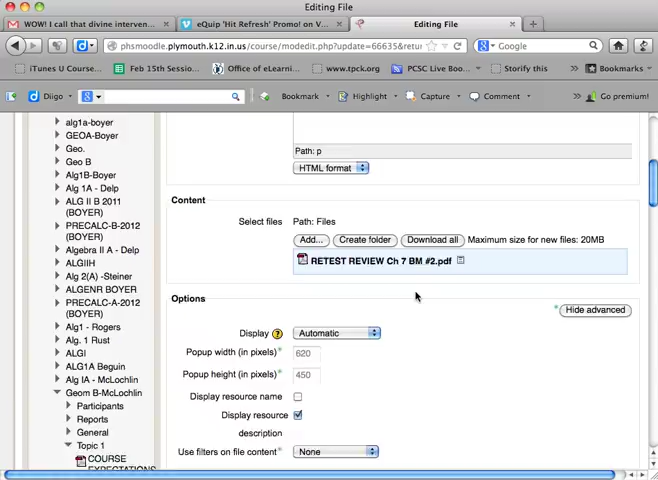 Editing File
WOW! I call that divine interven...
eQuip 'Hit Refresh' Promo! on V...
Editing File
phsmoodle.plymouth.k12.in.us/course/modedit.php?update=66635&retur
Google
iTunes U Course...
Feb 15th Sessio...
Office of eLearnin...
www.tpck.org
PCSC Live Boo...
Storify this
Bookmarks
Diigo
Bookmark
Highlight
Capture
Comment
Go premium!
alg1a-boyer
GEOA-Boyer
Geo.
Geo B
Alg1B-Boyer
Alg 1A - Delp
ALG II B 2011
(BOYER)
PRECALC-B-2012
(BOYER)
Algebra II A - Delp
ALGIIH
Alg 2(A) -Steiner
ALGENR BOYER
PRECALC-A-2012
(BOYER)
Alg1 - Rogers
Alg. 1 Rust
ALGI
ALG1A Beguin
Alg IA - McLochlin
Geom B-McLochlin
Participants
Reports
General
Topic 1
COURSE
EXPECTATIONS
Path: p
HTML format
Content
Select files
Path: Files
Add...
Create folder
Download all
Maximum size for new files: 20MB
RETEST REVIEW Ch 7 BM #2.pdf
Options
* Hide advanced
Display
Automatic
Popup width (in pixels)*
620
Popup height (in pixels)*
450
Display resource name
Display resource
description
Use filters on file content*
None